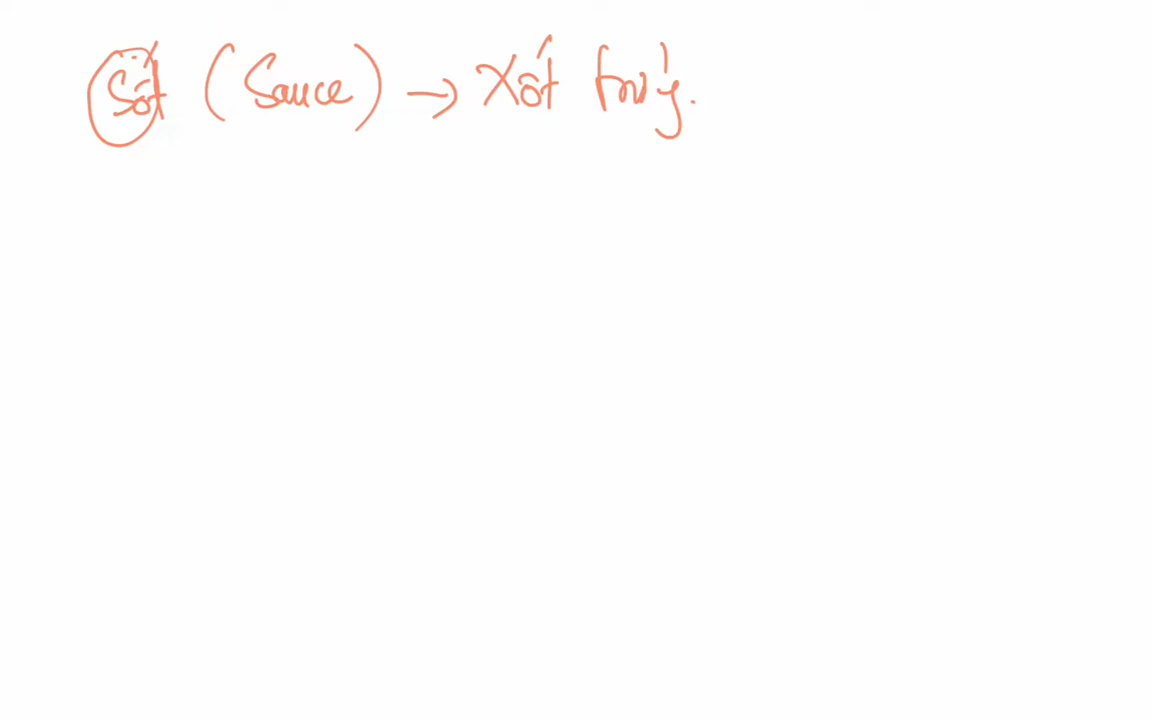 Sốt (Sauce) → Xốt